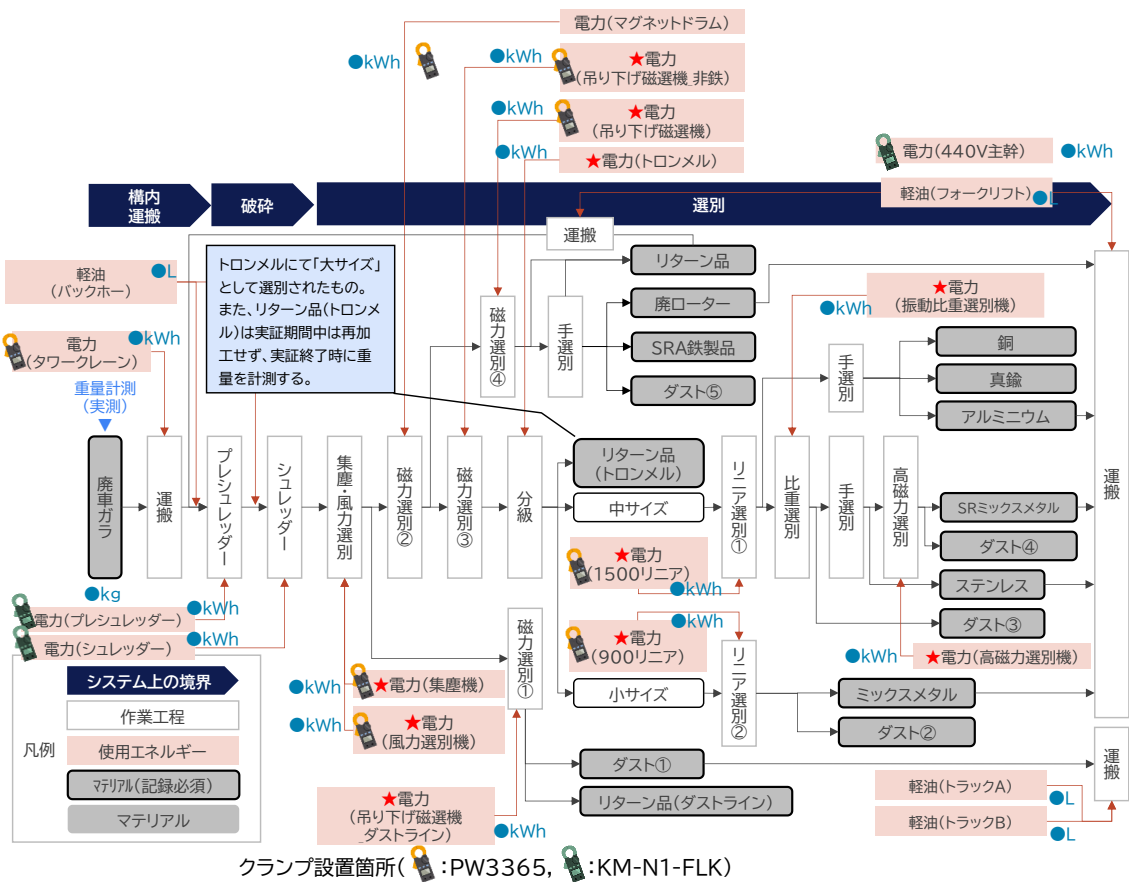 電力(マグネットドラム)
●kWh
●kWh
★電力
(吊り下げ磁選機_非鉄)
●kWh
★電力
(吊り下げ磁選機)
●kWh
★電力(トロンメル)
電力(440V主幹)
●kWh
軽油(フォークリフト)
●L
構内
運搬
破砕
選別
運搬
トロンメルにて「大サイズ」
として選別されたもの。
また、リターン品(トロンメ
ル)は実証期間中は再加
工せず、実証終了時に重
量を計測する。
軽油
(バックホー)
●L
電力
(タワークレーン)
●kWh
重量計測
(実測)
磁力選別④
手選別
リターン品
廃ローター
SRA鉄製品
ダスト⑤
★電力
(振動比重選別機)
●kWh
手選別
銅
真鍮
アルミニウム
廃車ガラ
●kg
運搬
プレシュレッダー
シュレッダー
集塵・風力選別
磁力選別②
磁力選別③
分級
リターン品
(トロンメル)
中サイズ
リニア選別①
比重選別
手選別
高磁力選別
SRミックスメタル
ダスト④
ステンレス
ダスト③
運搬
★電力
(1500リニア)
●kWh
電力(プレシュレッダー)
●kWh
電力(シュレッダー)
●kWh
磁力選別①
●kWh
★電力
(900リニア)
リニア選別②
●kWh
★電力(高磁力選別機)
小サイズ
ミックスメタル
ダスト②
●kWh
★電力(集塵機)
●kWh
★電力
(風力選別機)
ダスト①
リターン品(ダストライン)
運搬
★電力
(吊り下げ磁選機
_ダストライン)
●kWh
軽油(トラックA)
●L
軽油(トラックB)
●L
凡例
システム上の境界
作業工程
使用エネルギー
マテリアル(記録必須)
マテリアル
クランプ設置箇所( :PW3365, :KM-N1-FLK)